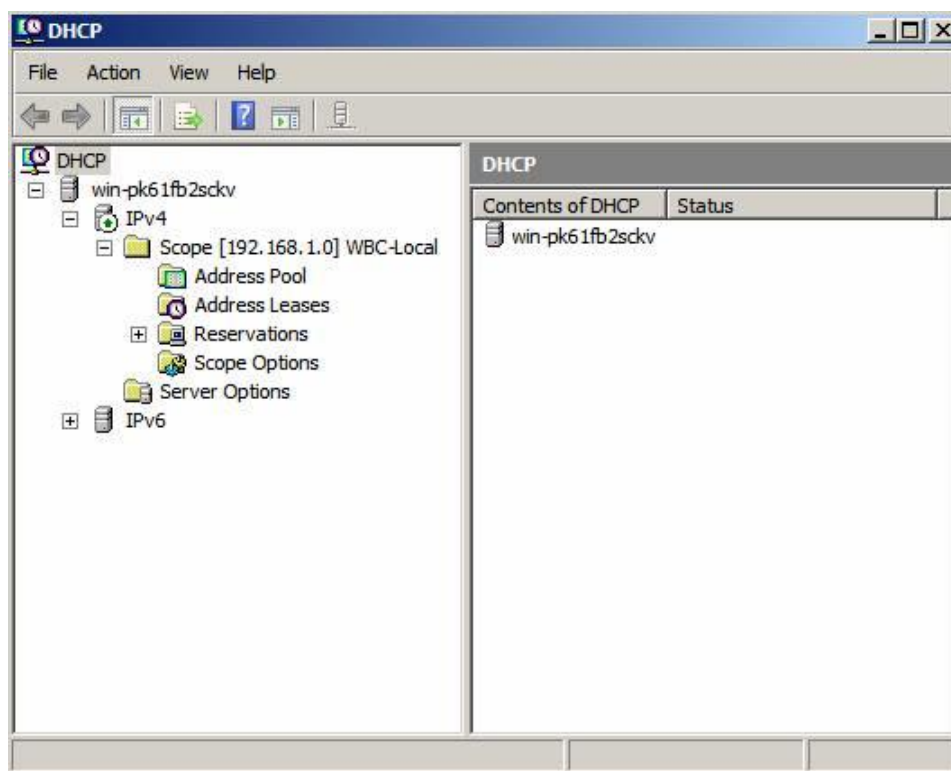 DHCP
File Action View Help
DHCP
win-pk61fb2sckv
IPv4
Scope [192.168.1.0] WBC-Local
Address Pool
Address Leases
Reservations
Scope Options
Server Options
IPv6
DHCP
Contents of DHCP Status
win-pk61fb2sckv